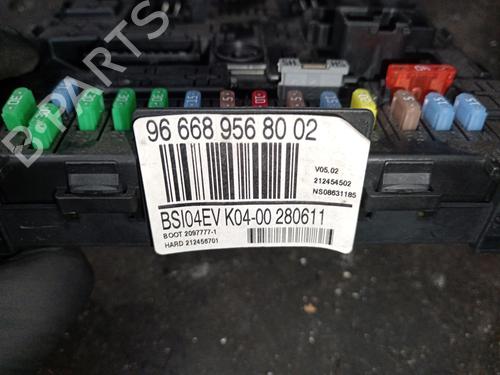 B-PARTS
96 668 956 80 02
V05.02
212454502
NS08631185
BSI04EV K04-00 280611
BOOT 2097777-1
HARD 212456701